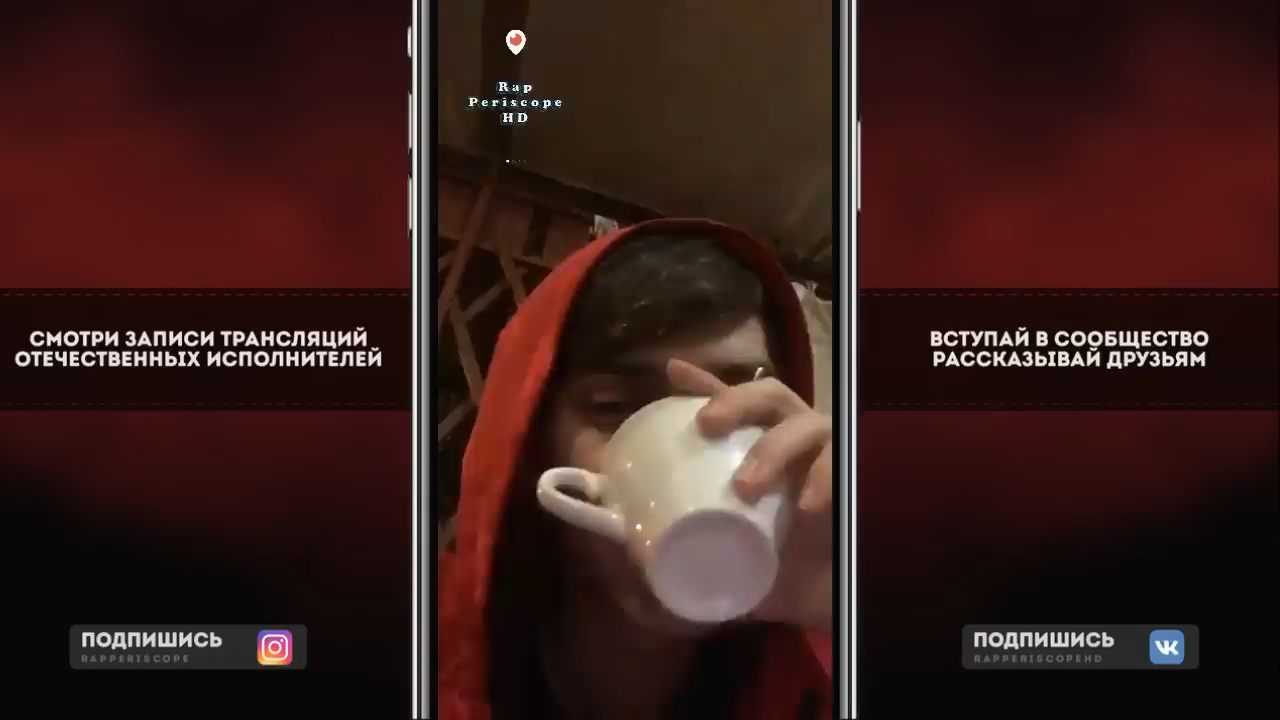 Rap
Periscope
HD
СМОТРИ ЗАПИСИ ТРАНСЛЯЦИЙ
ОТЕЧЕСТВЕННЫХ ИСПОЛНИТЕЛЕЙ
ВСТУПАЙ В СООБЩЕСТВО
РАССКАЗЫВАЙ ДРУЗЬЯМ
ПОДПИШИСЬ
RAPPERISCOPE
ПОДПИШИСЬ
RAPPERISCOPEHD